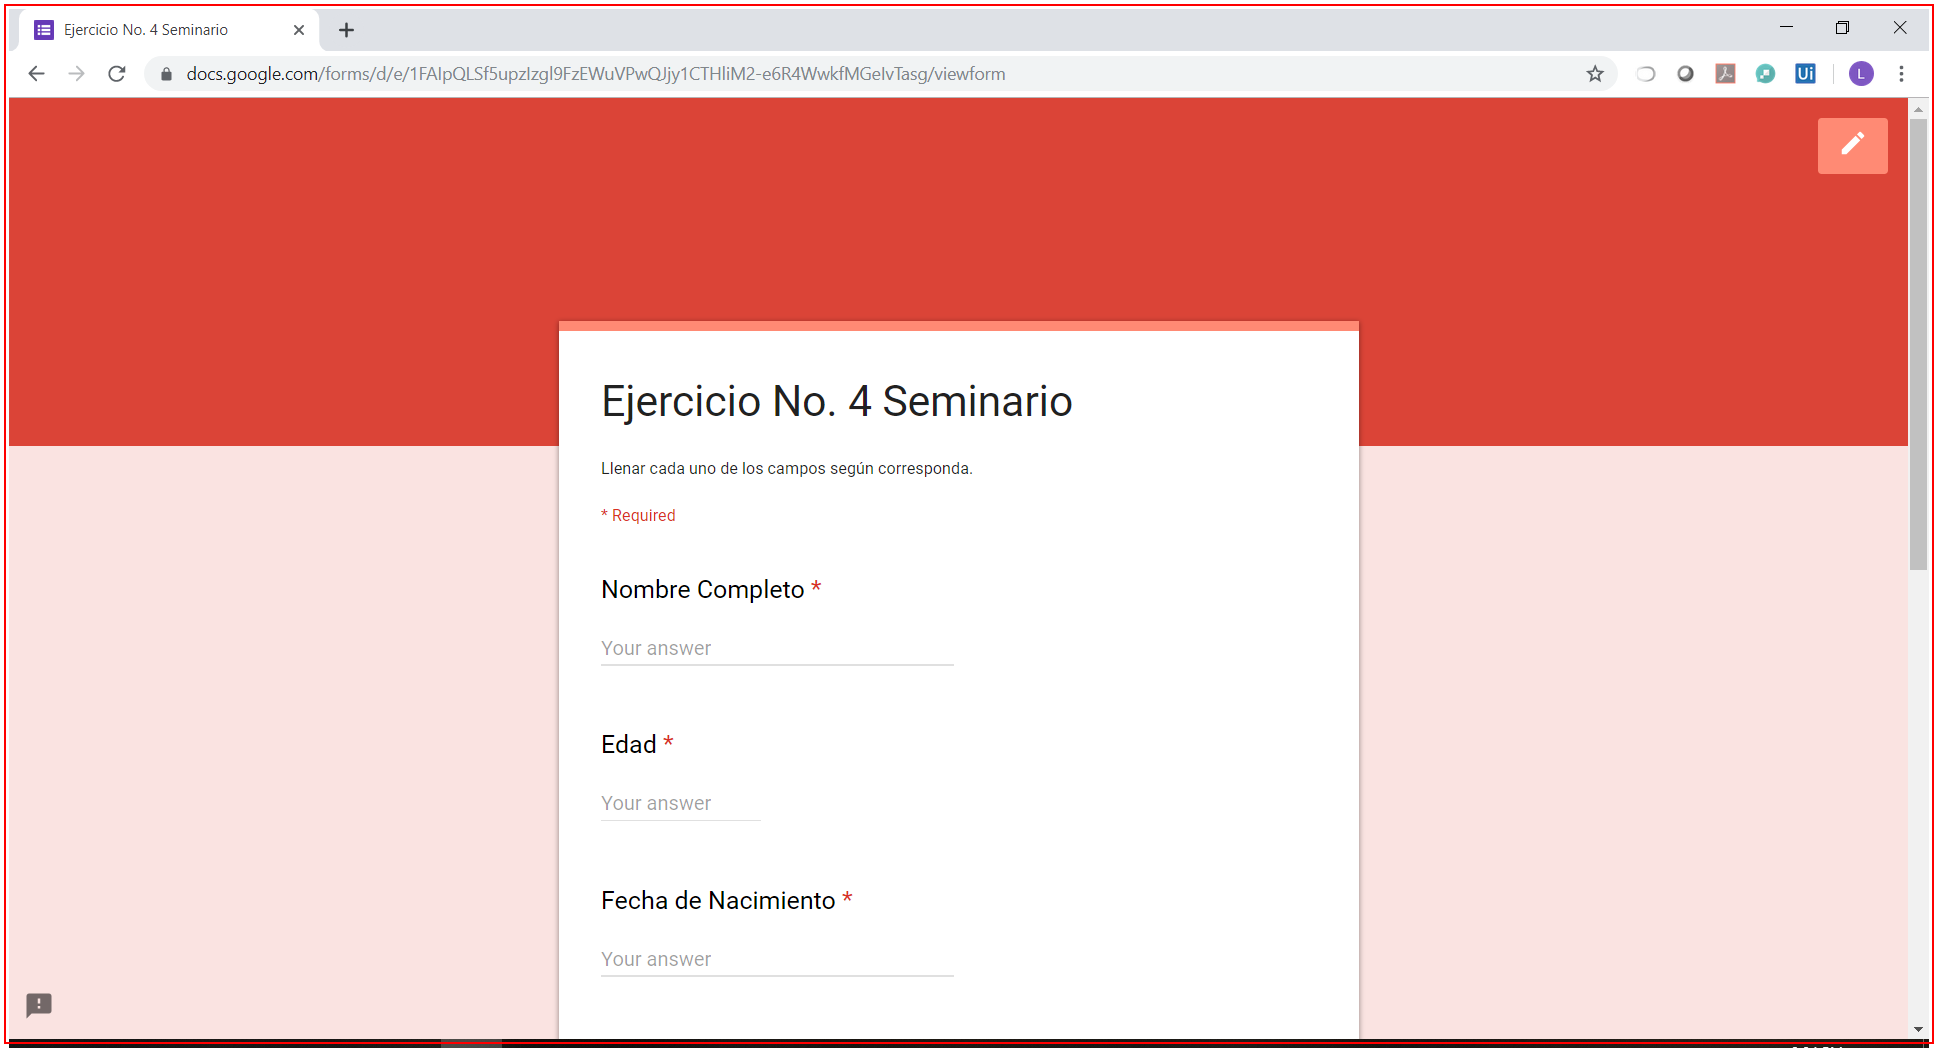 Ejercicio No. 4 Seminario
docs.google.com/forms/d/e/1FAIpQLSf5upzIzgl9FzEWuVPwQJjy1CTHliM2-e6R4WwkfMGelvTasg/viewform
Ui
L
Ejercicio No. 4 Seminario
Llenar cada uno de los campos según corresponda.
* Required
Nombre Completo *
Your answer
Edad *
Your answer
Fecha de Nacimiento *
Your answer